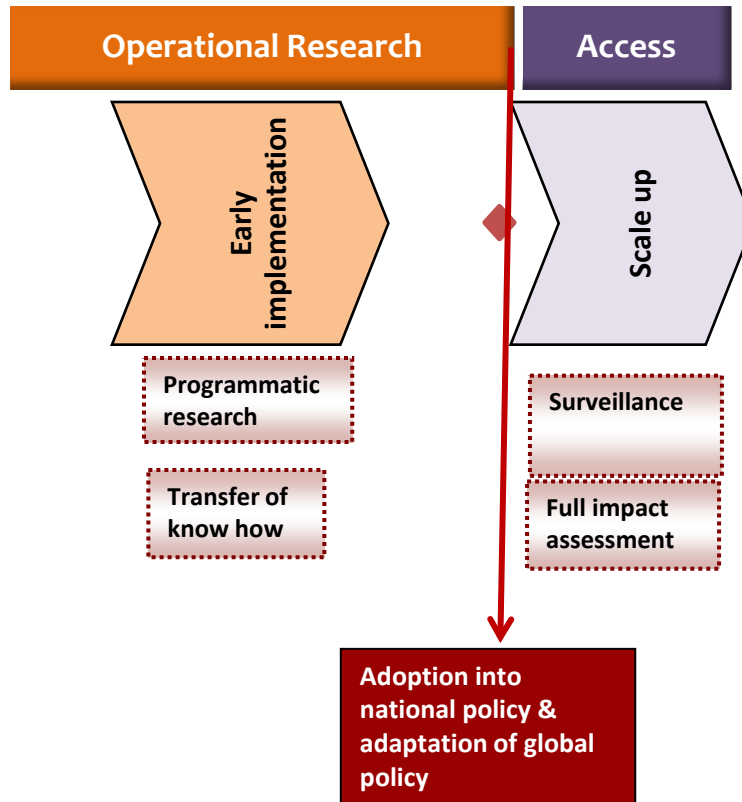 Operational Research
Access
Early
implementation
Scale up
Programmatic
research
Surveillance
Transfer of
know how
Full impact
assessment
Adoption into
national policy &
adaptation of global
policy